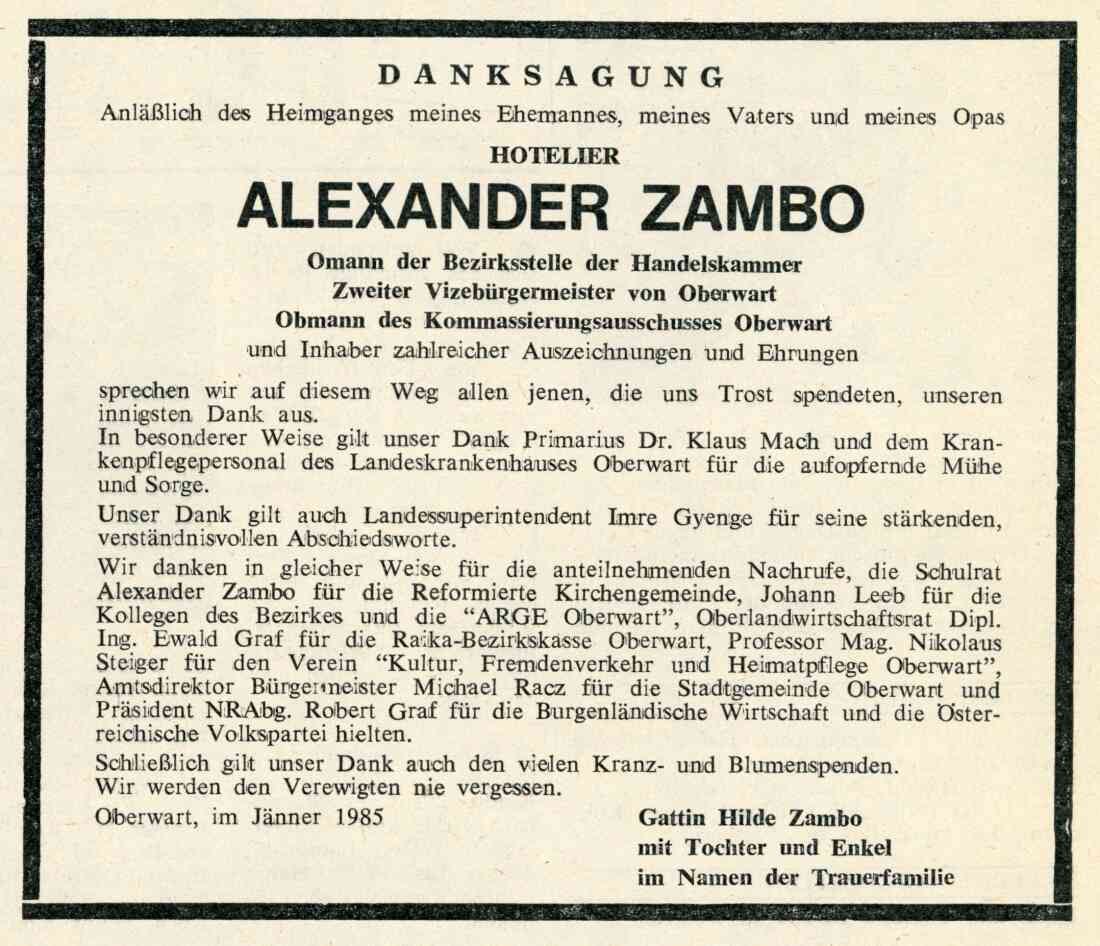 DANKSAGUNG
Anläßlich des Heimganges meines Ehemannes, meines Vaters und meines Opas
HOTELIER
ALEXANDER ZAMBO
Omann der Bezirksstelle der Handelskammer
Zweiter Vizebürgermeister von Oberwart
Obmann des Kommassierungsausschusses Oberwart
und Inhaber zahlreicher Auszeichnungen und Ehrungen
sprechen wir auf diesem Weg allen jenen, die uns Trost spendeten, unseren
innigsten Dank aus.
In besonderer Weise gilt unser Dank Primarius Dr. Klaus Mach und dem Kran-
kenpflegepersonal des Landeskrankenhauses Oberwart für die aufopfernde Mühe
und Sorge.
Unser Dank gilt auch Landessuperintendent Imre Gyenge für seine stärkenden,
verständnisvollen Abschiedsworte.
Wir danken in gleicher Weise für die anteilnehmenden Nachrufe, die Schulrat
Alexander Zambo für die Reformierte Kirchengemeinde, Johann Leeb für die
Kollegen des Bezirkes und die “ARGE Oberwart”, Oberlandwirtschaftsrat Dipl.
Ing. Ewald Graf für die Raika-Bezirkskasse Oberwart, Professor Mag. Nikolaus
Steiger für den Verein “Kultur, Fremdenverkehr und Heimatpflege Oberwart”,
Amtsdirektor Bürgermeister Michael Racz für die Stadtgemeinde Oberwart und
Präsident NRAbg. Robert Graf für die Burgenländische Wirtschaft und die Öster-
reichische Volkspartei hielten.
Schließlich gilt unser Dank auch den vielen Kranz- und Blumenspenden.
Wir werden den Verewigten nie vergessen.
Oberwart, im Jänner 1985
Gattin Hilde Zambo
mit Tochter und Enkel
im Namen der Trauerfamilie